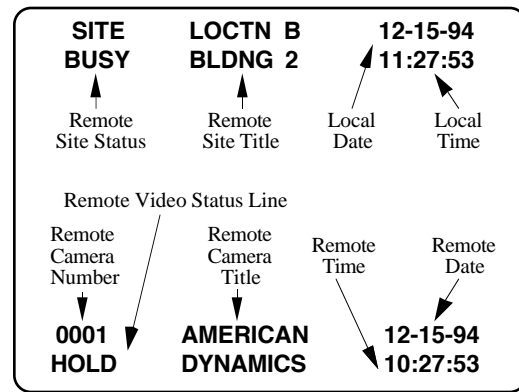 SITE LOCTN B 12-15-94
BUSY BLDNG 2 11:27:53
Remote Remote Local Local
Site Status Site Title Date Time
Remote Video Status Line
Remote Remote Remote Remote
Camera Camera Time Date
Number Title
0001 AMERICAN 12-15-94
HOLD DYNAMICS 10:27:53